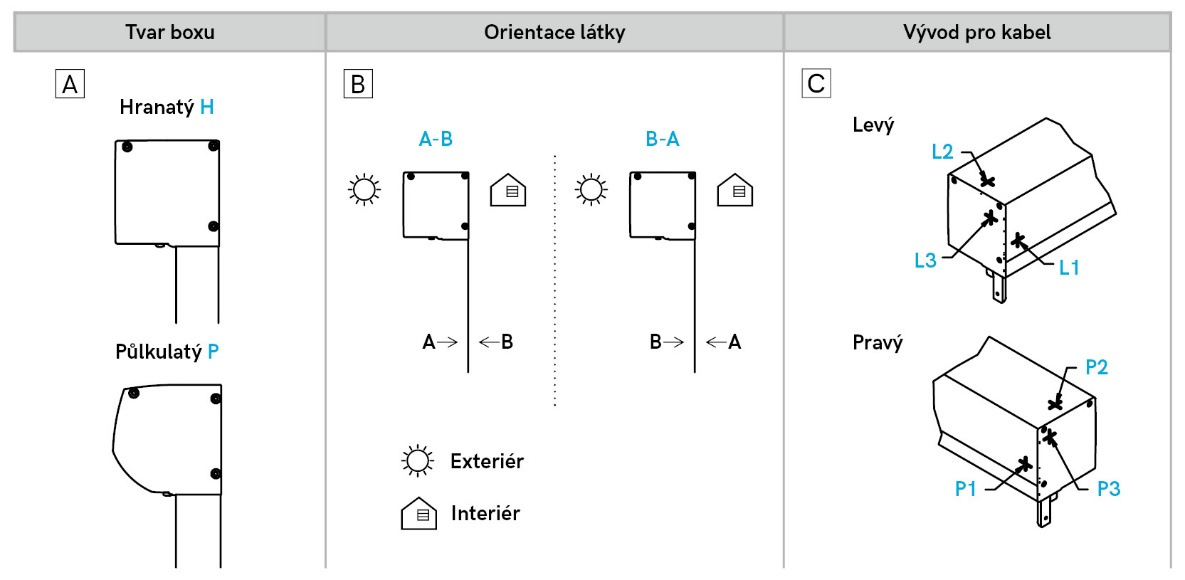 Tvar boxu
Orientace látky
Vývod pro kabel
A
Hranatý H
Půlkulatý P
B
A-B
B-A
A
B
B
A
Exteriér
Interiér
C
Levý
L2
L3
L1
Pravý
P2
P1
P3